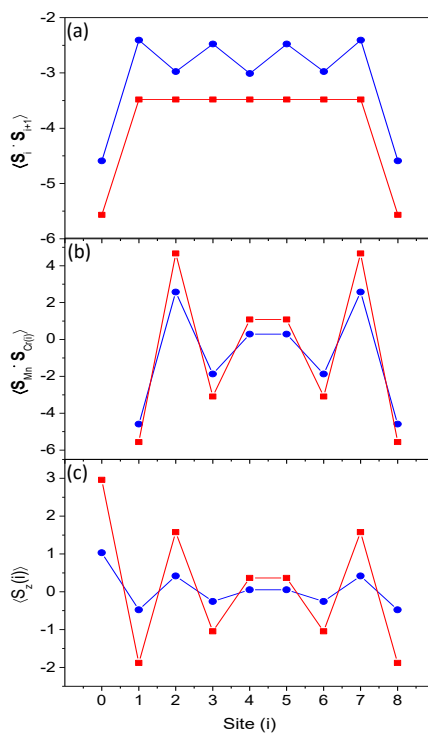 (a)
-2
-3
-4
-5
-6
⟨S_i · S_{i+1}⟩
(b)
4
2
0
-2
-4
-6
⟨S_Mn · S_Cr(i)⟩
(c)
3
2
1
0
-1
-2
⟨S_z(i)⟩
0 1 2 3 4 5 6 7 8
Site (i)